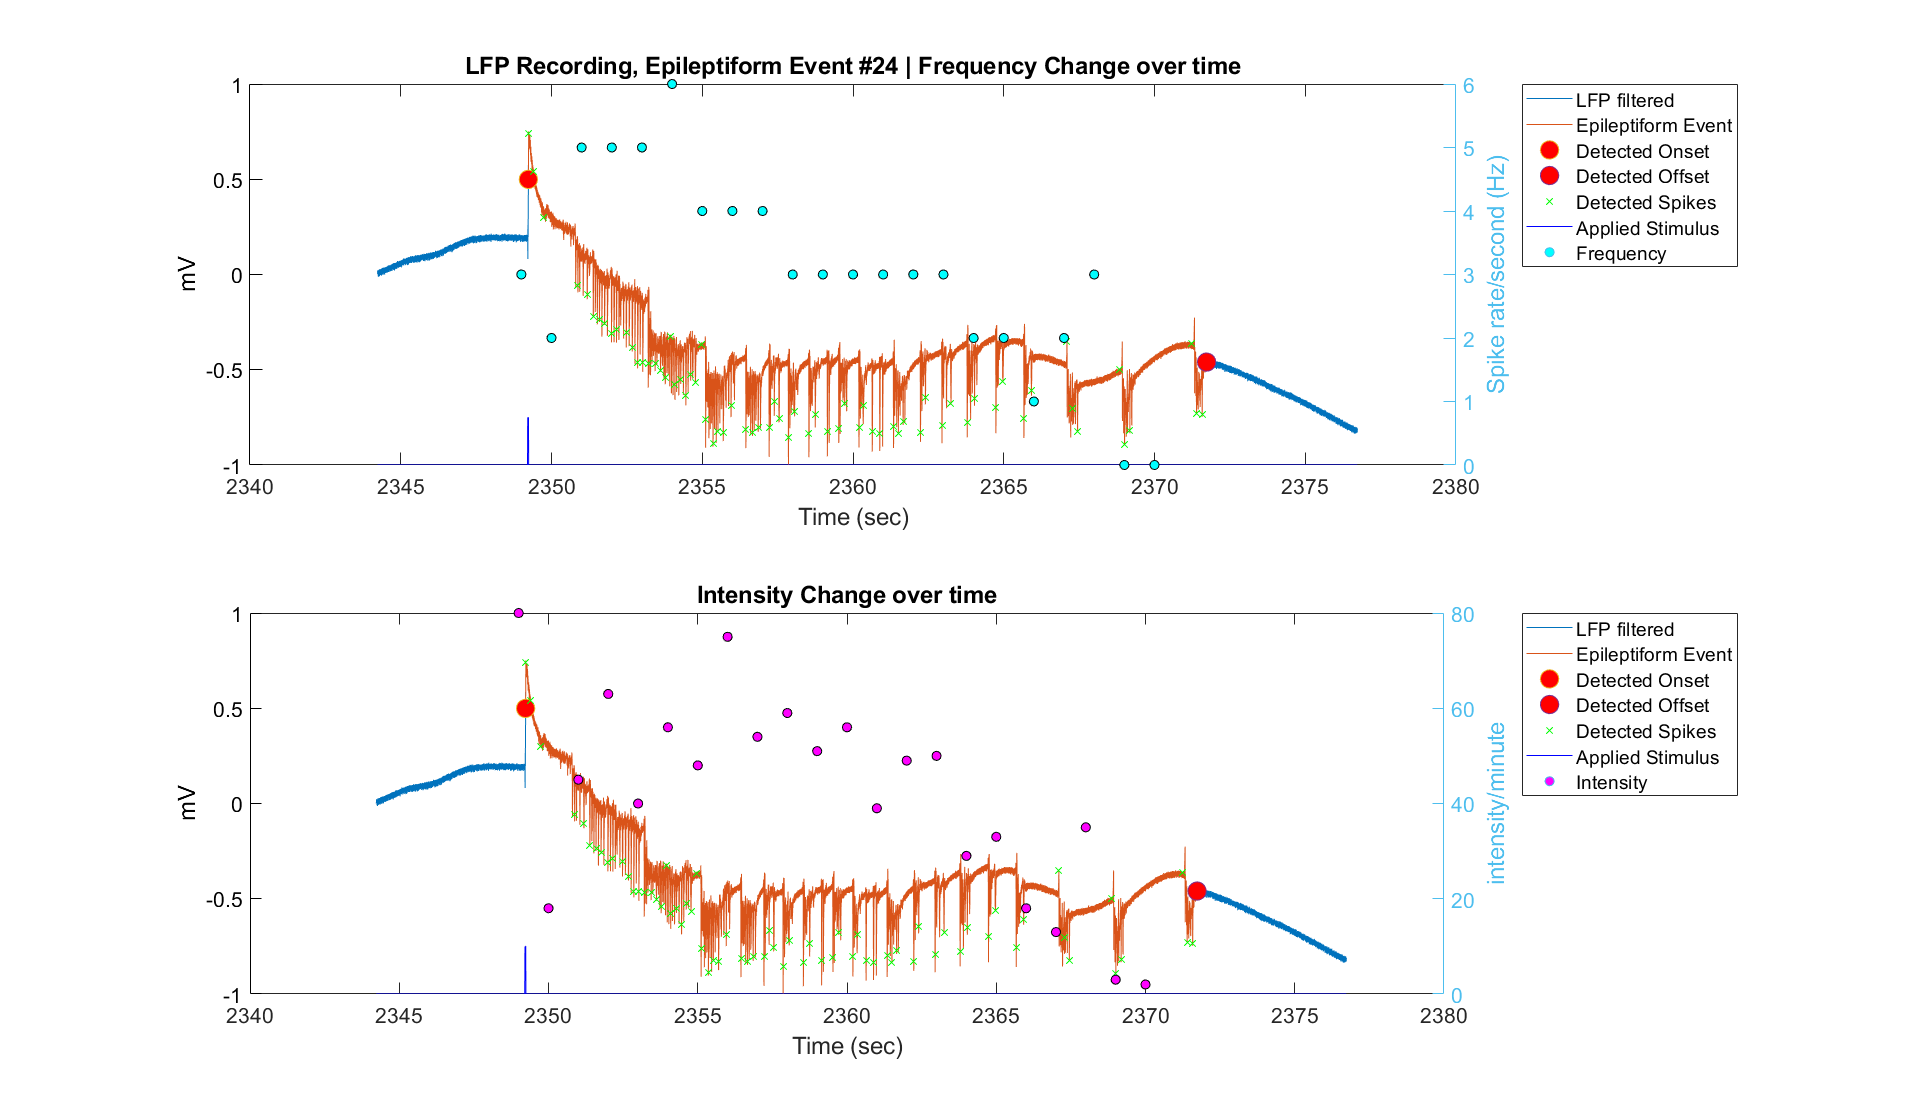 LFP Recording, Epileptiform Event #24 | Frequency Change over time
1
0.5
0
-0.5
-1
mV
2340 2345 2350 2355 2360 2365 2370 2375 2380
Time (sec)
6
5
4
3
2
1
0
Spike rate/second (Hz)
LFP filtered
Epileptiform Event
Detected Onset
Detected Offset
Detected Spikes
Applied Stimulus
Frequency
Intensity Change over time
1
0.5
0
-0.5
-1
mV
2340 2345 2350 2355 2360 2365 2370 2375 2380
Time (sec)
80
60
40
20
0
intensity/minute
LFP filtered
Epileptiform Event
Detected Onset
Detected Offset
Detected Spikes
Applied Stimulus
Intensity